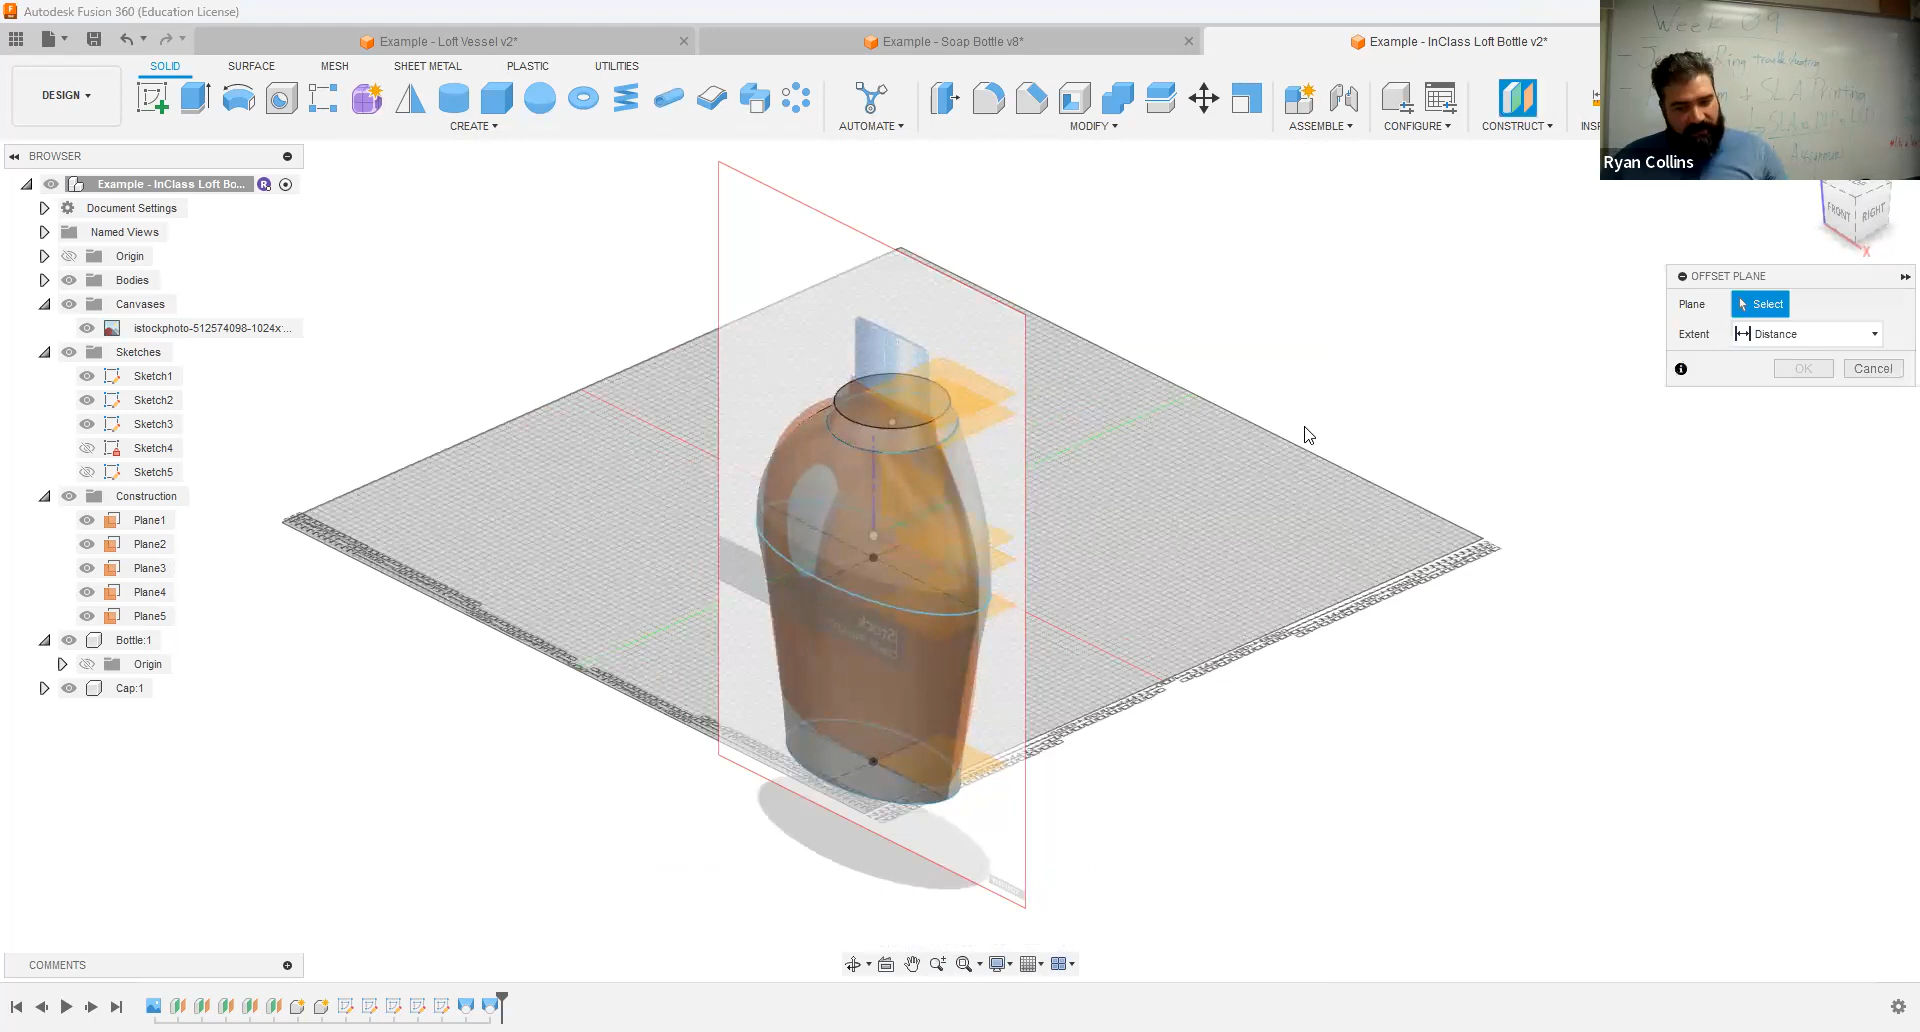 Autodesk Fusion 360 (Education License)
Example - Loft Vessel v2*
Example - Soap Bottle v8*
Example - InClass Loft Bottle v2*
DESIGN
SOLID
SURFACE
MESH
SHEET METAL
PLASTIC
UTILITIES
CREATE
AUTOMATE
MODIFY
ASSEMBLE
CONFIGURE
CONSTRUCT
Week 09
SLA Printing
Ryan Collins
BROWSER
Example - InClass Loft Bo...
R
Document Settings
Named Views
Origin
Bodies
Canvases
istockphoto-512574098-1024x...
Sketches
Sketch1
Sketch2
Sketch3
Sketch4
Sketch5
Construction
Plane1
Plane2
Plane3
Plane4
Plane5
Bottle:1
Origin
Cap:1
FRONT
RIGHT
X
OFFSET PLANE
Plane
Select
Extent
Distance
OK
Cancel
COMMENTS